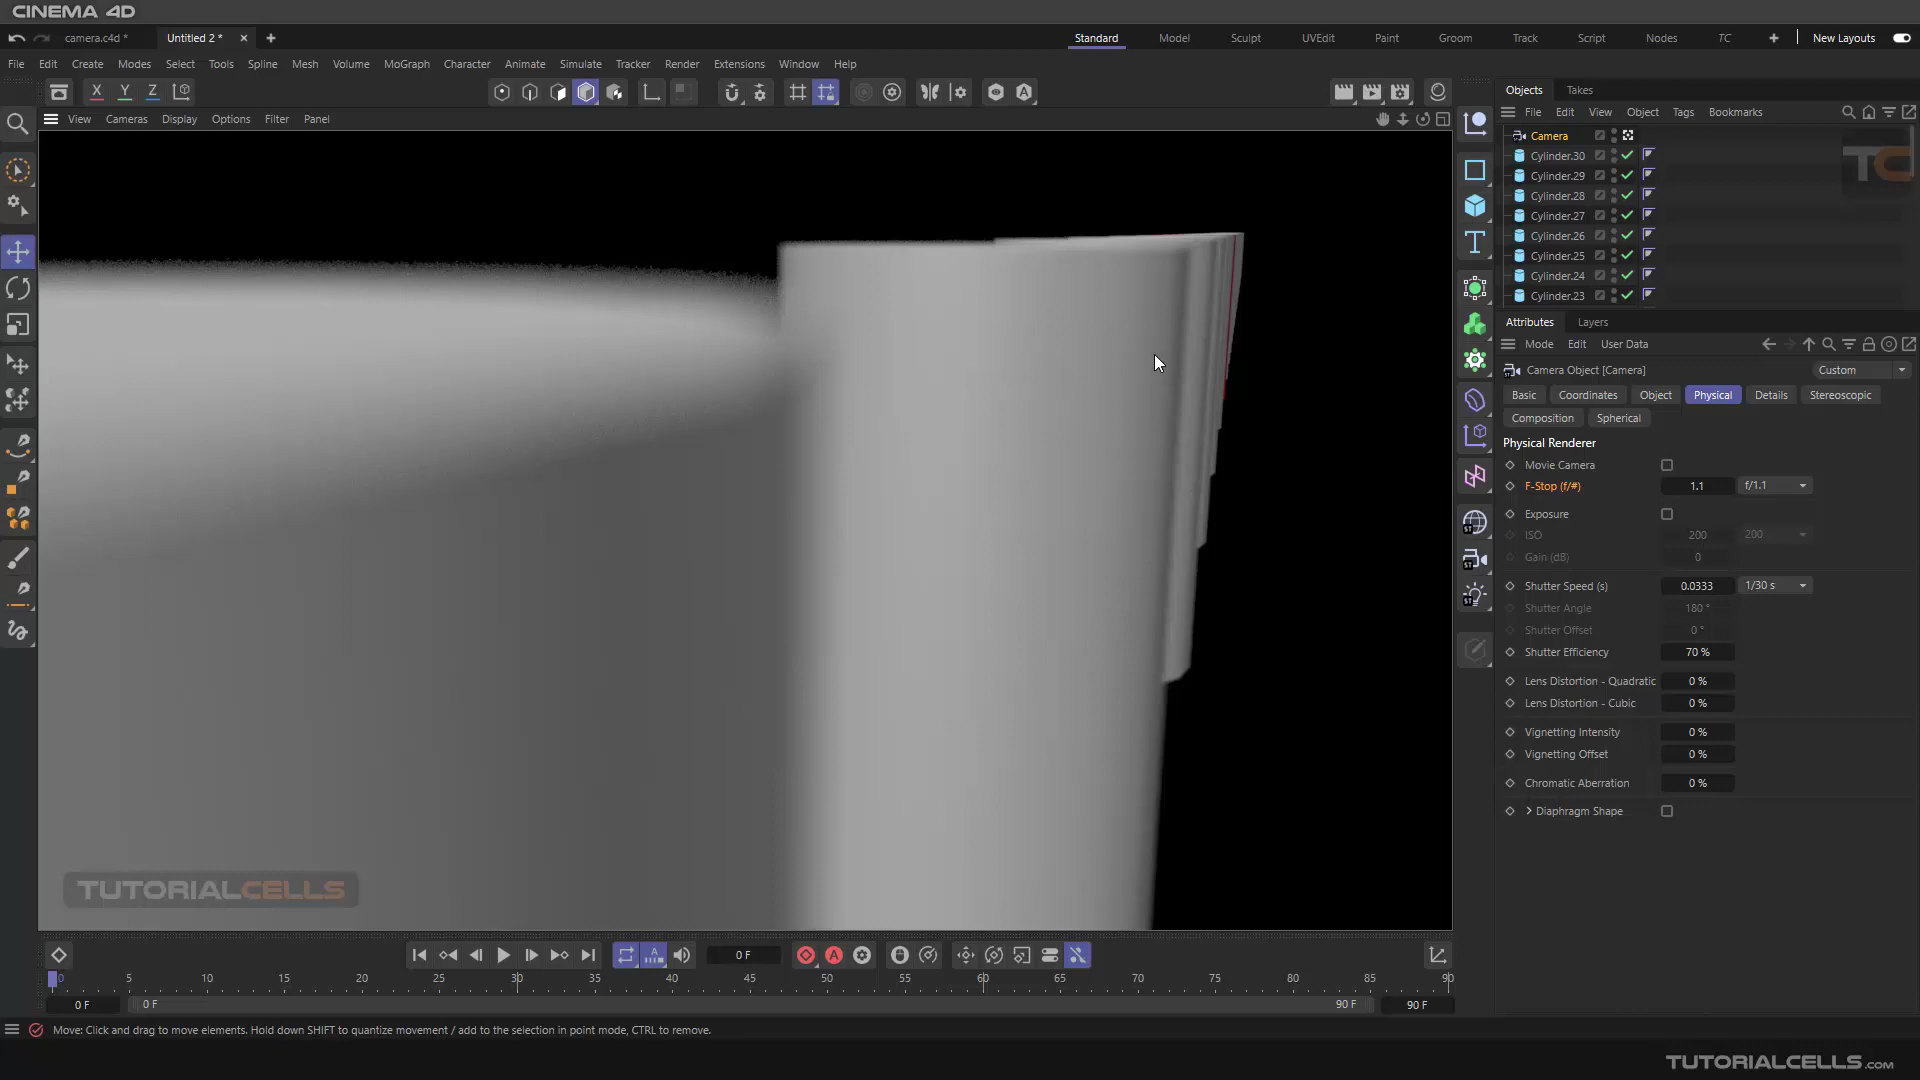 CINEMA 4D
camera.c4d *
Untitled 2 *
Standard
Model
Sculpt
UVEdit
Paint
Groom
Track
Script
Nodes
TC
New Layouts
File Edit Create Modes Select Tools Spline Mesh Volume MoGraph Character Animate Simulate Tracker Render Extensions Window Help
X Y Z
View Cameras Display Options Filter Panel
Objects Takes
File Edit View Object Tags Bookmarks
Camera
Cylinder.30
Cylinder.29
Cylinder.28
Cylinder.27
Cylinder.26
Cylinder.25
Cylinder.24
Cylinder.23
TC
Attributes Layers
Mode Edit User Data
Camera Object [Camera]
Custom
Basic Coordinates Object Physical Details Stereoscopic
Composition Spherical
Physical Renderer
Movie Camera
F-Stop (f/#) 1.1 f/1.1
Exposure
ISO 200 200
Gain (dB) 0
Shutter Speed (s) 0.0333 1/30 s
Shutter Angle 180 °
Shutter Offset 0 °
Shutter Efficiency 70 %
Lens Distortion - Quadratic 0 %
Lens Distortion - Cubic 0 %
Vignetting Intensity 0 %
Vignetting Offset 0 %
Chromatic Aberration 0 %
Diaphragm Shape
TUTORIALCELLS
0 F
0 5 10 15 20 25 30 35 40 45 50 55 60 65 70 75 80 85 90
0 F 0 F 90 F 90 F
Move: Click and drag to move elements. Hold down SHIFT to quantize movement / add to the selection in point mode, CTRL to remove.
TUTORIALCELLS.com